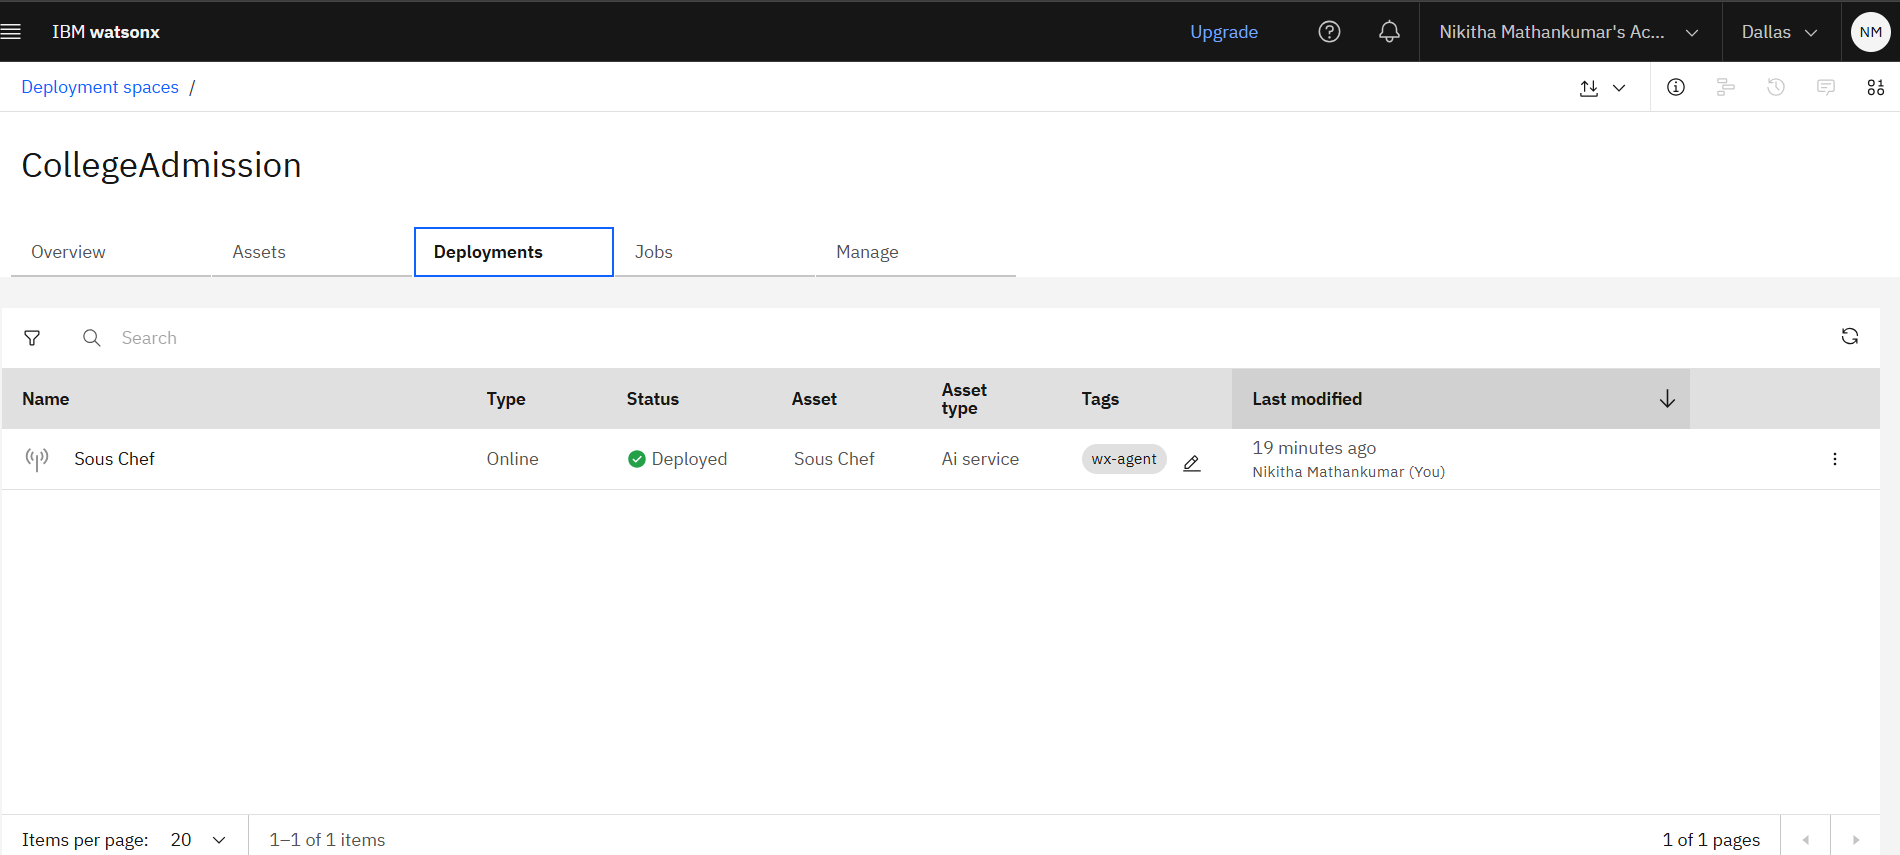 IBM watsonx Upgrade Nikitha Mathankumar's Ac... Dallas NM
Deployment spaces /
CollegeAdmission
Overview Assets Deployments Jobs Manage
Search
Name Type Status Asset Asset type Tags Last modified
Sous Chef Online Deployed Sous Chef Ai service wx-agent 19 minutes ago
Nikitha Mathankumar (You)
Items per page: 20 1–1 of 1 items 1 of 1 pages